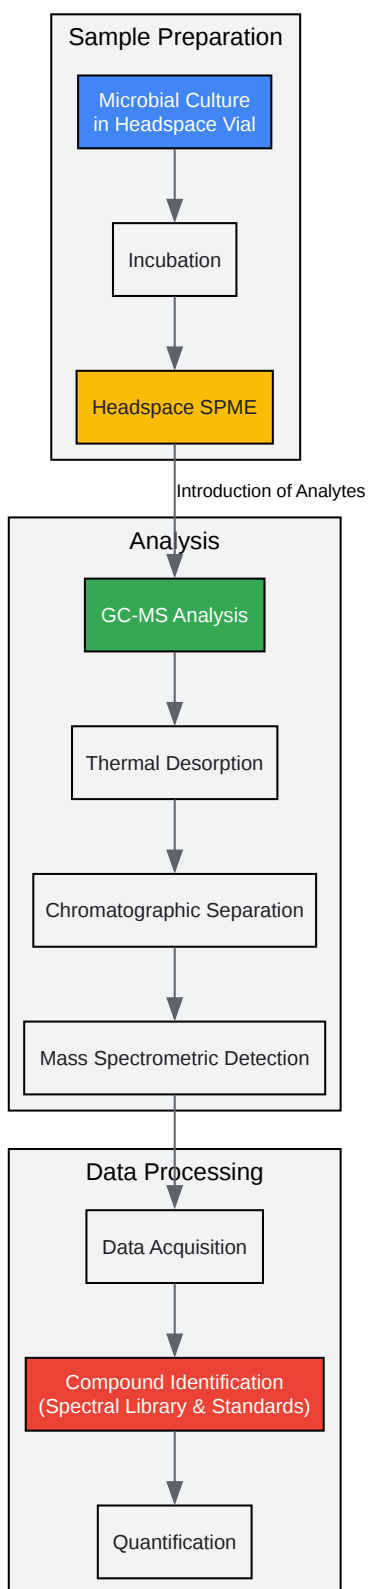 Sample Preparation
Microbial Culture
in Headspace Vial
Incubation
Headspace SPME
Introduction of Analytes
Analysis
GC-MS Analysis
Thermal Desorption
Chromatographic Separation
Mass Spectrometric Detection
Data Processing
Data Acquisition
Compound Identification
(Spectral Library & Standards)
Quantification